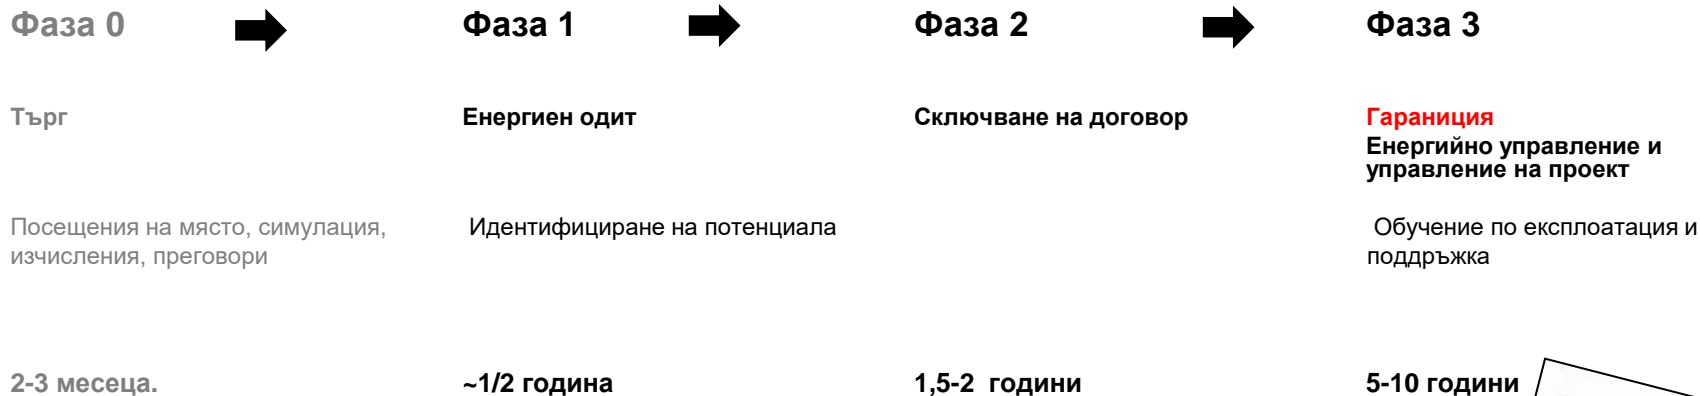 Фаза 0
Фаза 1
Фаза 2
Фаза 3
Търг
Енергиен одит
Сключване на договор
Гараниция
Енергийно управление и
управление на проект
Посещения на място, симулация,
изчисления, преговори
Идентифициране на потенциала
Обучение по експлоатация и
поддръжка
2-3 месеца.
~1/2 година
1,5-2 години
5-10 години